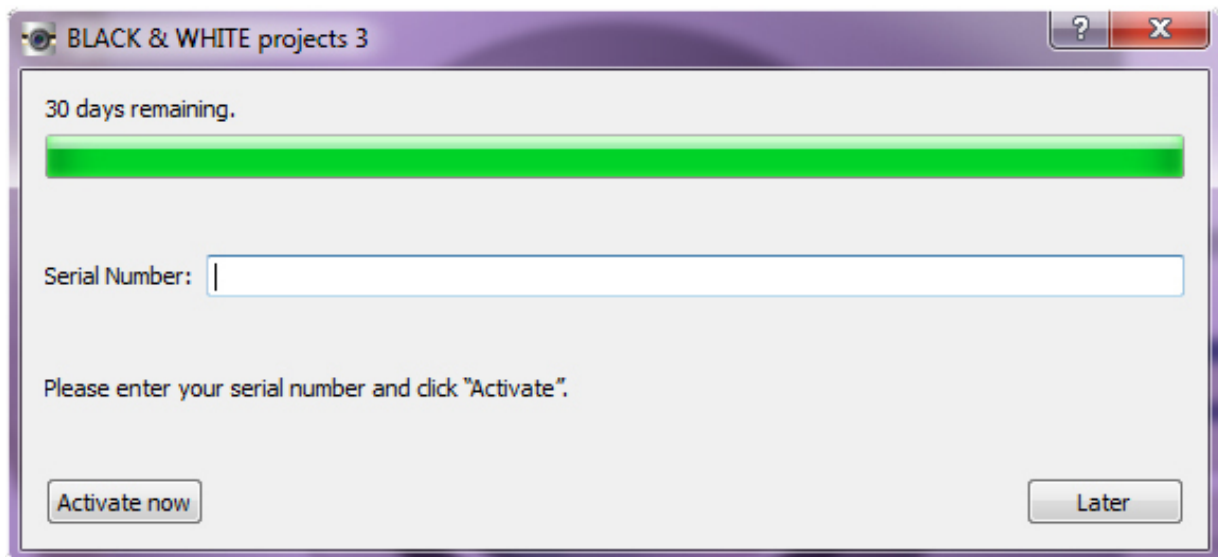 BLACK & WHITE projects 3
30 days remaining.
Serial Number:
Please enter your serial number and click “Activate”.
Activate now
Later